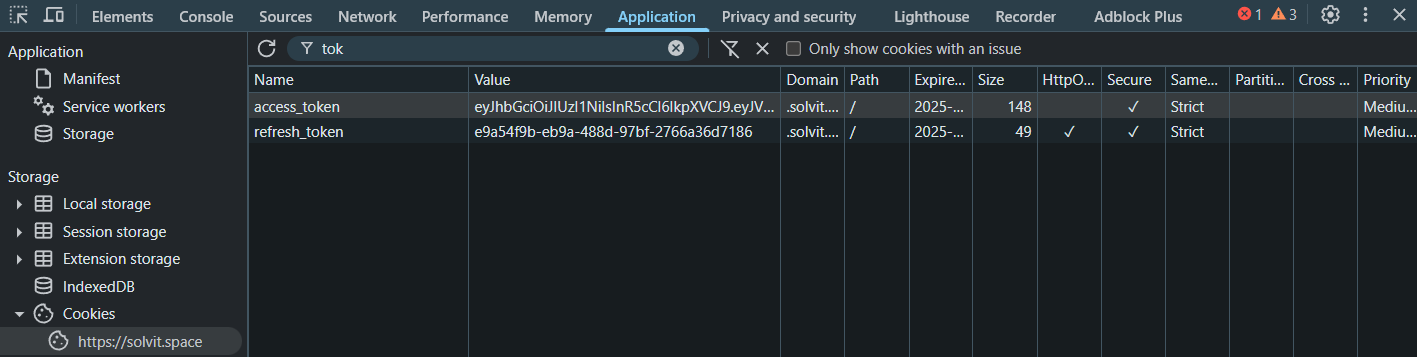 Elements Console Sources Network Performance Memory Application Privacy and security Lighthouse Recorder Adblock Plus 1 3
Application
Manifest
Service workers
Storage
Storage
Local storage
Session storage
Extension storage
IndexedDB
Cookies
https://solvit.space
tok Only show cookies with an issue
Name Value Domain Path Expire... Size HttpO... Secure Same... Partiti... Cross ... Priority
access_token eyJhbGciOiJIUzI1NiIsInR5cCI6IkpXVCJ9.eyJV... .solvit.... / 2025-... 148 ✓ Strict Mediu...
refresh_token e9a54f9b-eb9a-488d-97bf-2766a36d7186 .solvit.... / 2025-... 49 ✓ ✓ Strict Mediu...